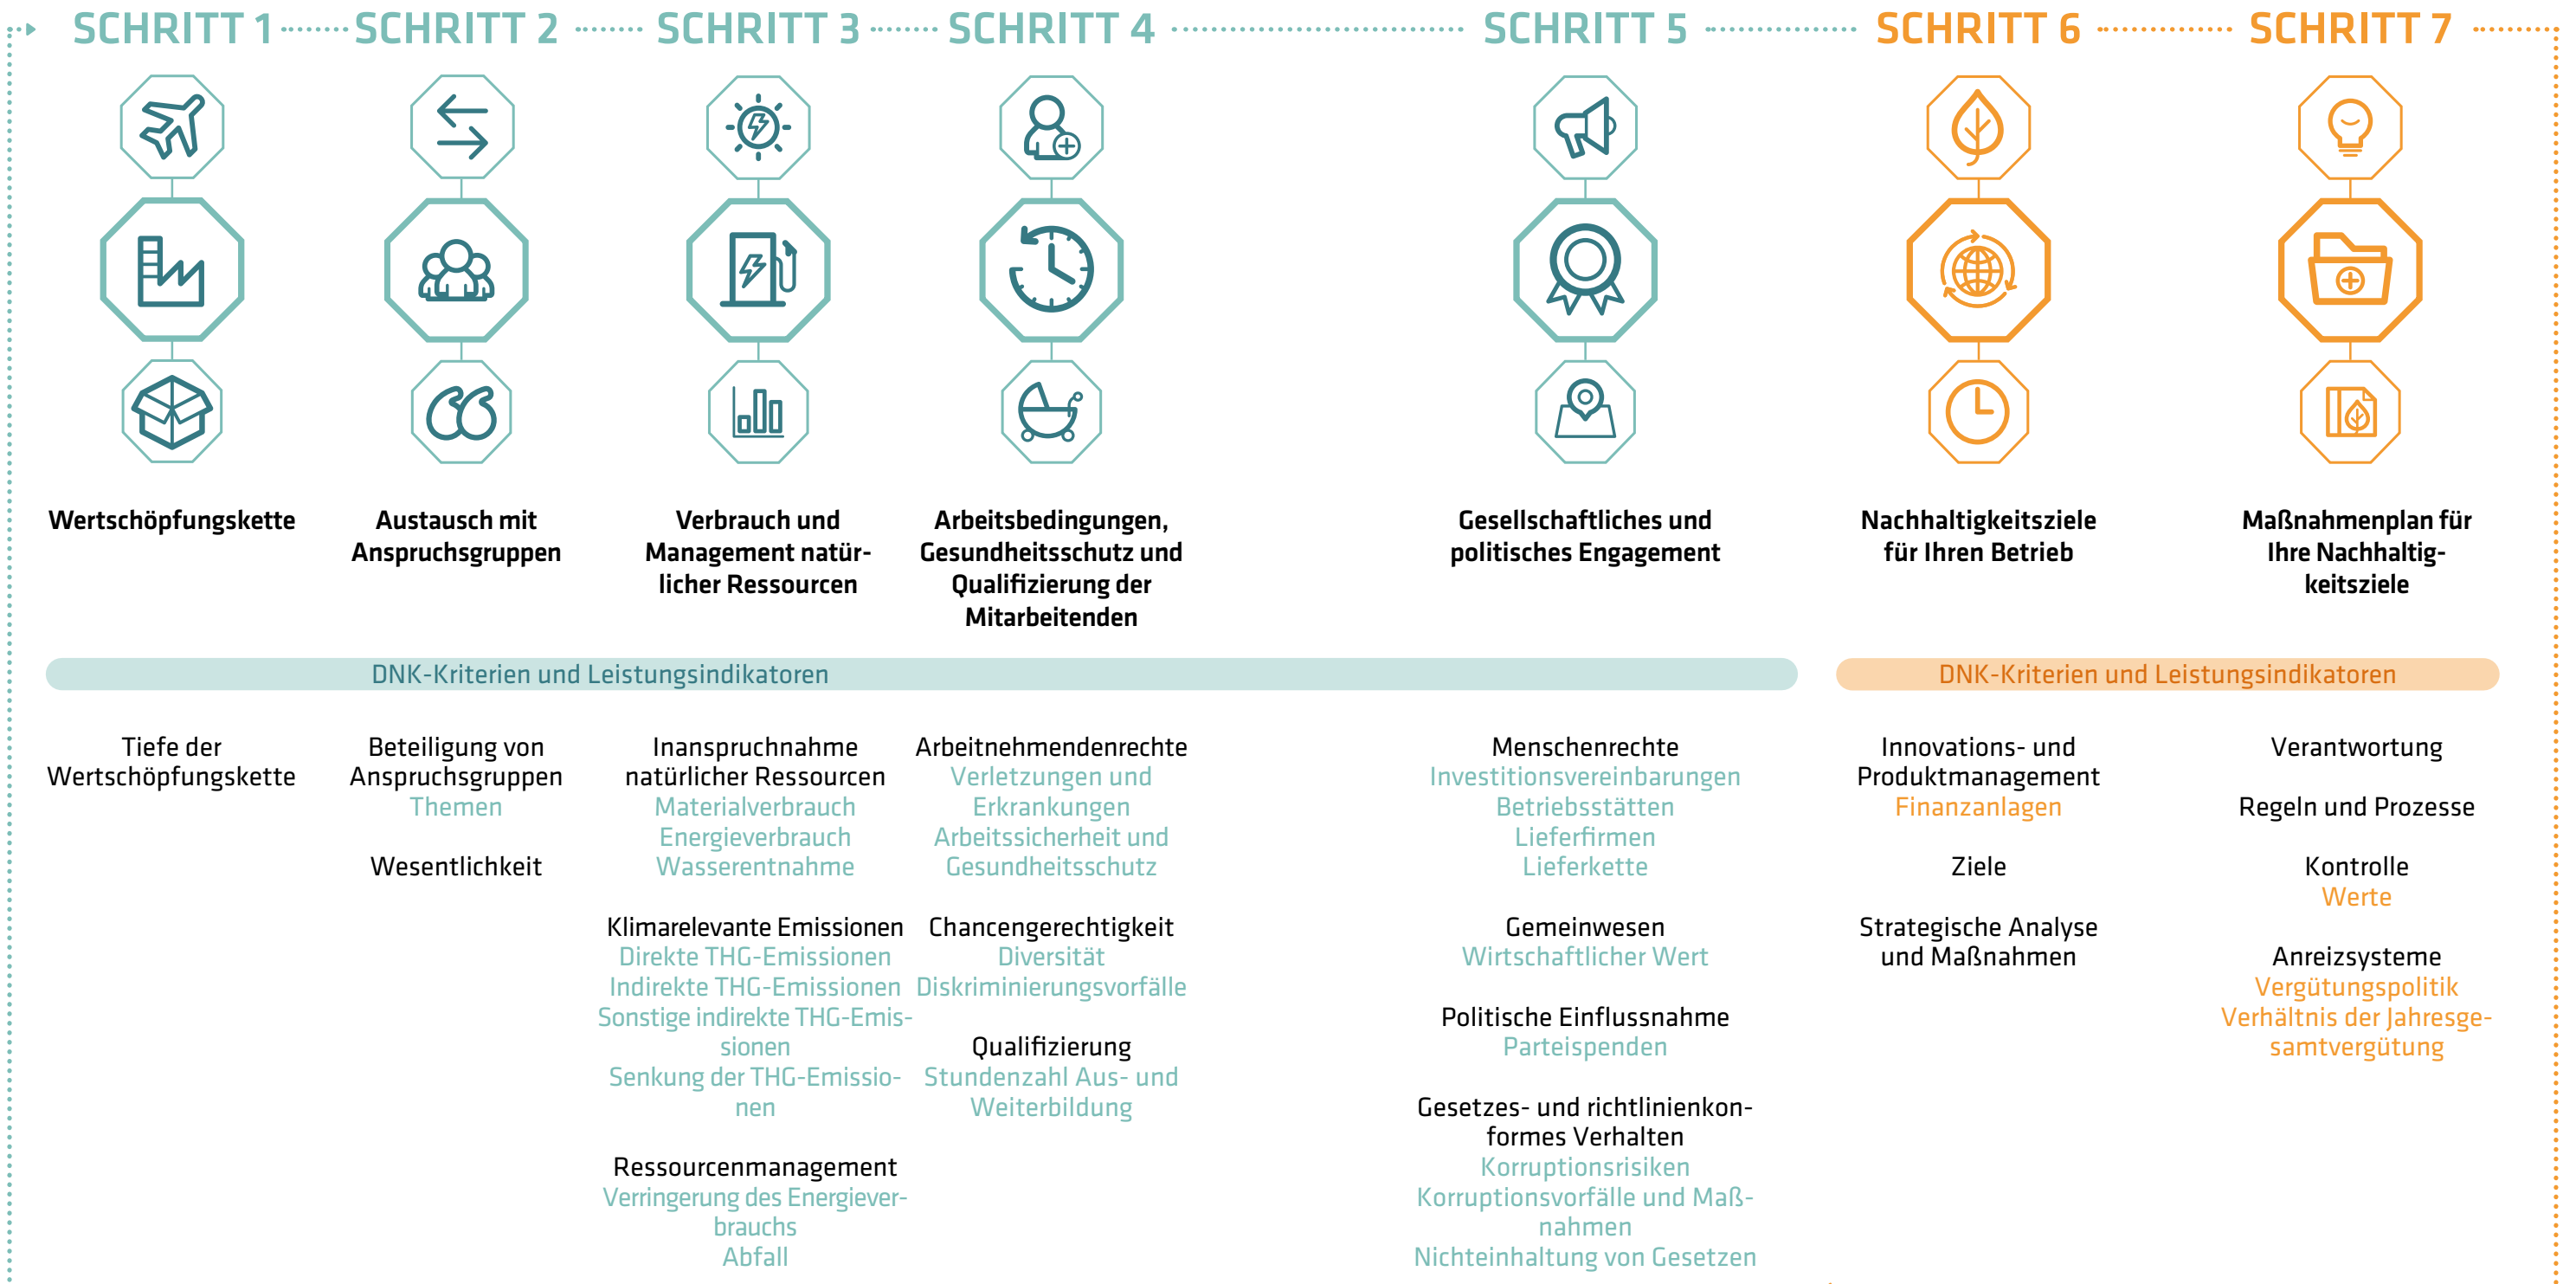 SCHRITT 1
SCHRITT 2
SCHRITT 3
SCHRITT 4
SCHRITT 5
SCHRITT 6
SCHRITT 7
Wertschöpfungskette
Austausch mit
Anspruchsgruppen
Verbrauch und
Management natür-
licher Ressourcen
Arbeitsbedingungen,
Gesundheitsschutz und
Qualifizierung der
Mitarbeitenden
Gesellschaftliches und
politisches Engagement
Nachhaltigkeitsziele
für Ihren Betrieb
Maßnahmenplan für
Ihre Nachhaltig-
keitsziele
DNK-Kriterien und Leistungsindikatoren
DNK-Kriterien und Leistungsindikatoren
Tiefe der
Wertschöpfungskette
Beteiligung von
Anspruchsgruppen
Themen
Wesentlichkeit
Inanspruchnahme
natürlicher Ressourcen
Materialverbrauch
Energieverbrauch
Wasserentnahme
Klimarelevante Emissionen
Direkte THG-Emissionen
Indirekte THG-Emissionen
Sonstige indirekte THG-Emis-
sionen
Senkung der THG-Emissio-
nen
Ressourcenmanagement
Verringerung des Energiever-
brauchs
Abfall
Arbeitnehmendenrechte
Verletzungen und
Erkrankungen
Arbeitssicherheit und
Gesundheitsschutz
Chancengerechtigkeit
Diversität
Diskriminierungsvorfälle
Qualifizierung
Stundenzahl Aus- und
Weiterbildung
Menschenrechte
Investitionsvereinbarungen
Betriebsstätten
Lieferfirmen
Lieferkette
Gemeinwesen
Wirtschaftlicher Wert
Politische Einflussnahme
Parteispenden
Gesetzes- und richtlinienkon-
formes Verhalten
Korruptionsrisiken
Korruptionsvorfälle und Maß-
nahmen
Nichteinhaltung von Gesetzen
Innovations- und
Produktmanagement
Finanzanlagen
Ziele
Strategische Analyse
und Maßnahmen
Verantwortung
Regeln und Prozesse
Kontrolle
Werte
Anreizsysteme
Vergütungspolitik
Verhältnis der Jahresge-
samtvergütung